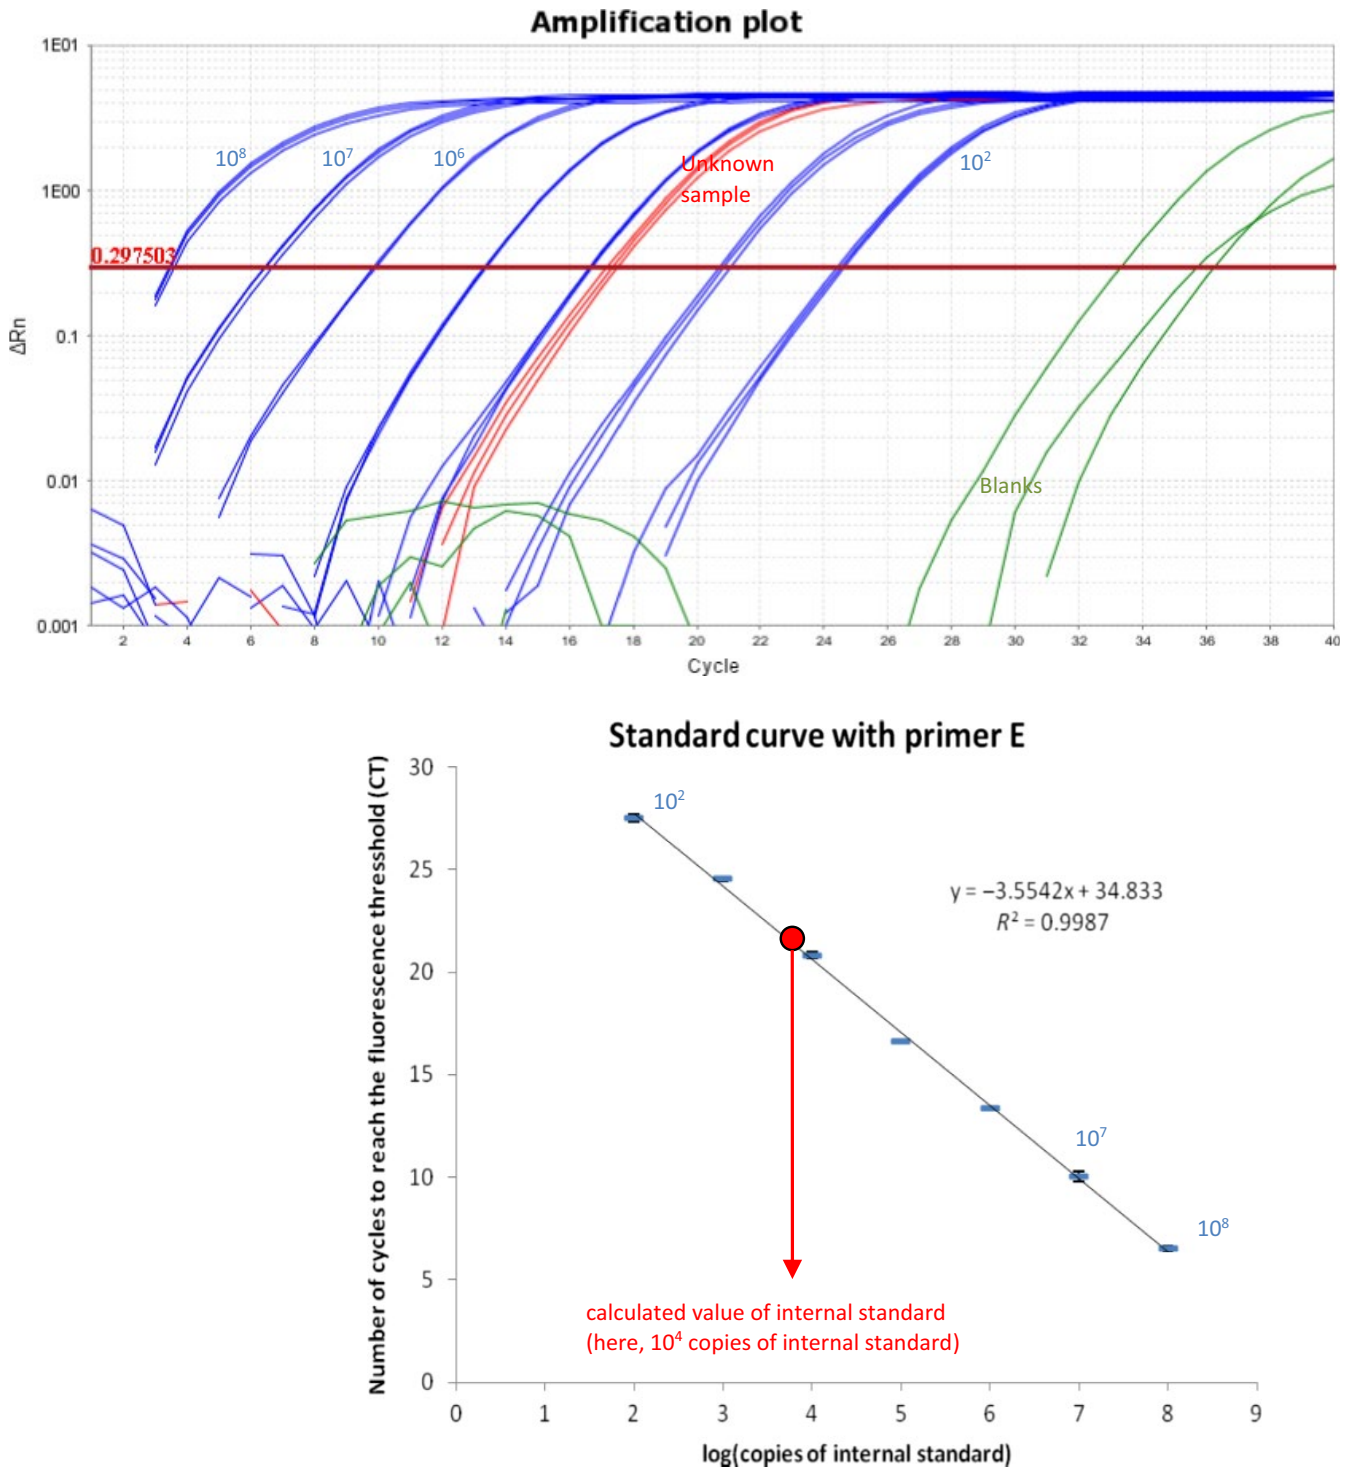 Amplification plot
1E01
10⁸
10⁷
10⁶
Unknown
sample
10²
1E00
0.297503
ΔRn
0.1
0.01
Blanks
0.001
2 4 6 8 10 12 14 16 18 20 22 24 26 28 30 32 34 36 38 40
Cycle
Standard curve with primer E
Number of cycles to reach the fluorescence thresshold (CT)
30
10²
25
y = −3.5542x + 34.833
R² = 0.9987
20
15
10⁷
10
10⁸
5
calculated value of internal standard
(here, 10⁴ copies of internal standard)
0
0 1 2 3 4 5 6 7 8 9
log(copies of internal standard)